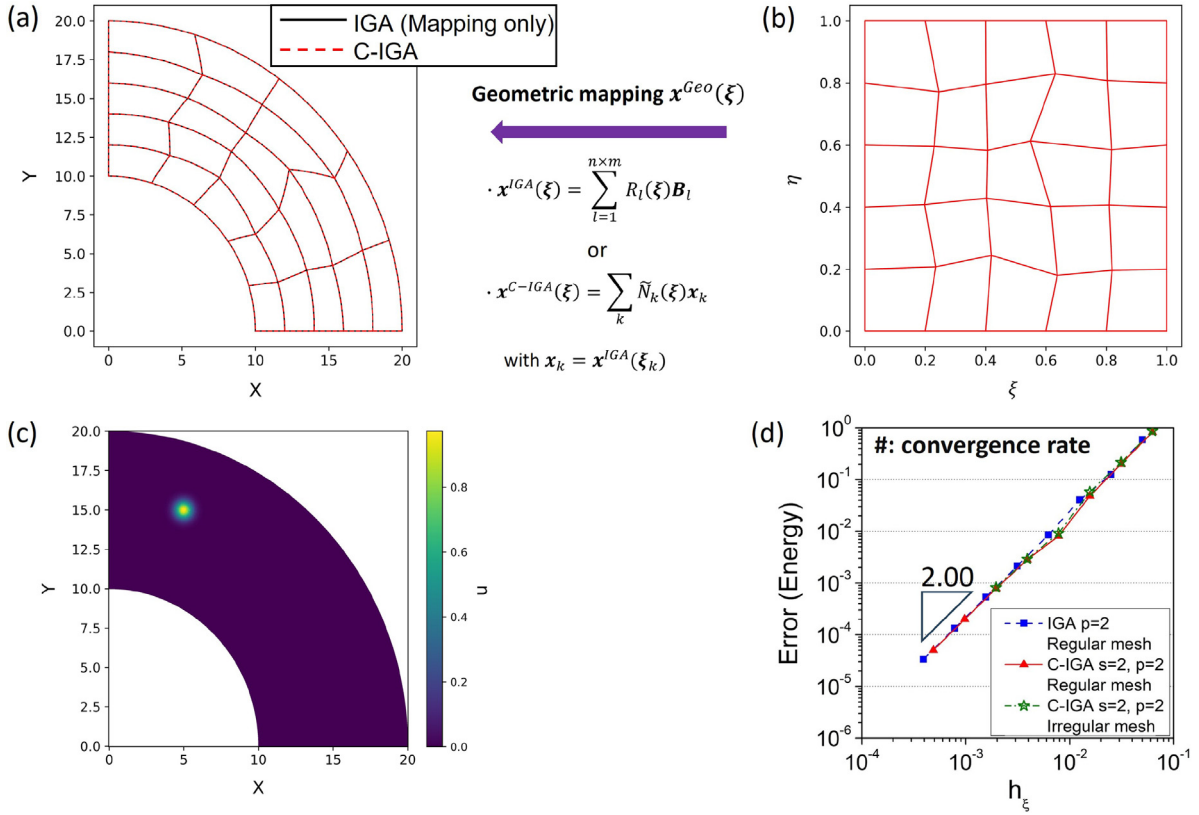 (a)
IGA (Mapping only)
C-IGA
20.0
17.5
15.0
12.5
10.0
7.5
5.0
2.5
0.0
Y
0
5
10
15
20
X
Geometric mapping x^{Geo}(ξ)
· x^{IGA}(ξ) = \sum_{l=1}^{n×m} R_l(ξ)B_l
or
· x^{C−IGA}(ξ) = \sum_k Ñ_k(ξ)x_k
with x_k = x^{IGA}(ξ_k)
(b)
1.0
0.8
0.6
0.4
0.2
0.0
η
0.0
0.2
0.4
0.6
0.8
1.0
ξ
(c)
20.0
17.5
15.0
12.5
10.0
7.5
5.0
2.5
0.0
Y
0
5
10
15
20
X
0.8
0.6
0.4
0.2
0.0
u
(d)
#: convergence rate
10^0
10^{-1}
10^{-2}
10^{-3}
10^{-4}
10^{-5}
10^{-6}
Error (Energy)
2.00
IGA p=2
Regular mesh
C-IGA s=2, p=2
Regular mesh
C-IGA s=2, p=2
Irregular mesh
10^{-4}
10^{-3}
10^{-2}
10^{-1}
h_ξ